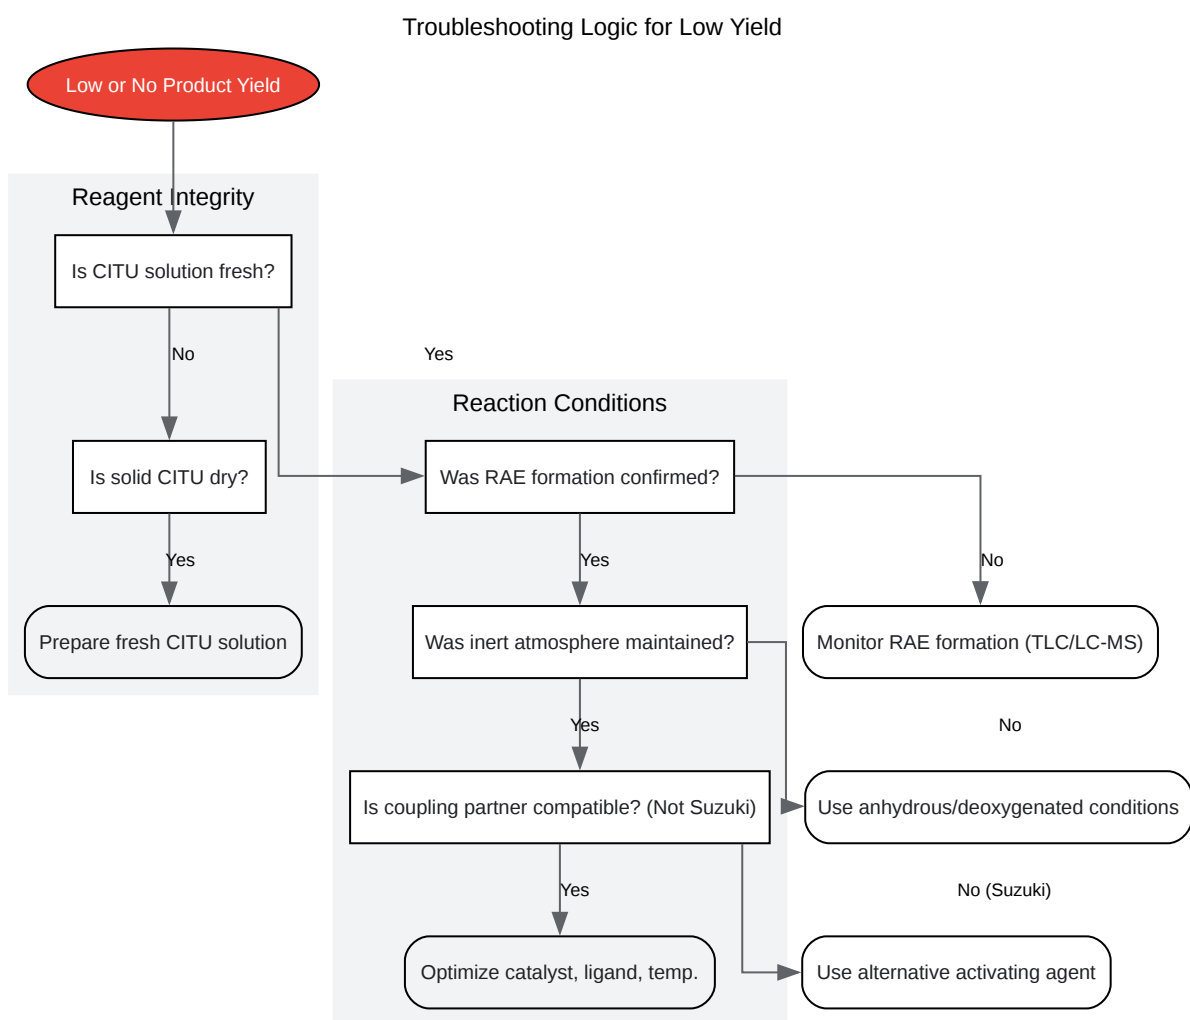 Troubleshooting Logic for Low Yield
Low or No Product Yield
Reagent Integrity
Is CITU solution fresh?
No
Yes
Reaction Conditions
Is solid CITU dry?
Was RAE formation confirmed?
Yes
Yes
No
Prepare fresh CITU solution
Was inert atmosphere maintained?
Monitor RAE formation (TLC/LC-MS)
Yes
No
Is coupling partner compatible? (Not Suzuki)
Use anhydrous/deoxygenated conditions
Yes
No (Suzuki)
Optimize catalyst, ligand, temp.
Use alternative activating agent